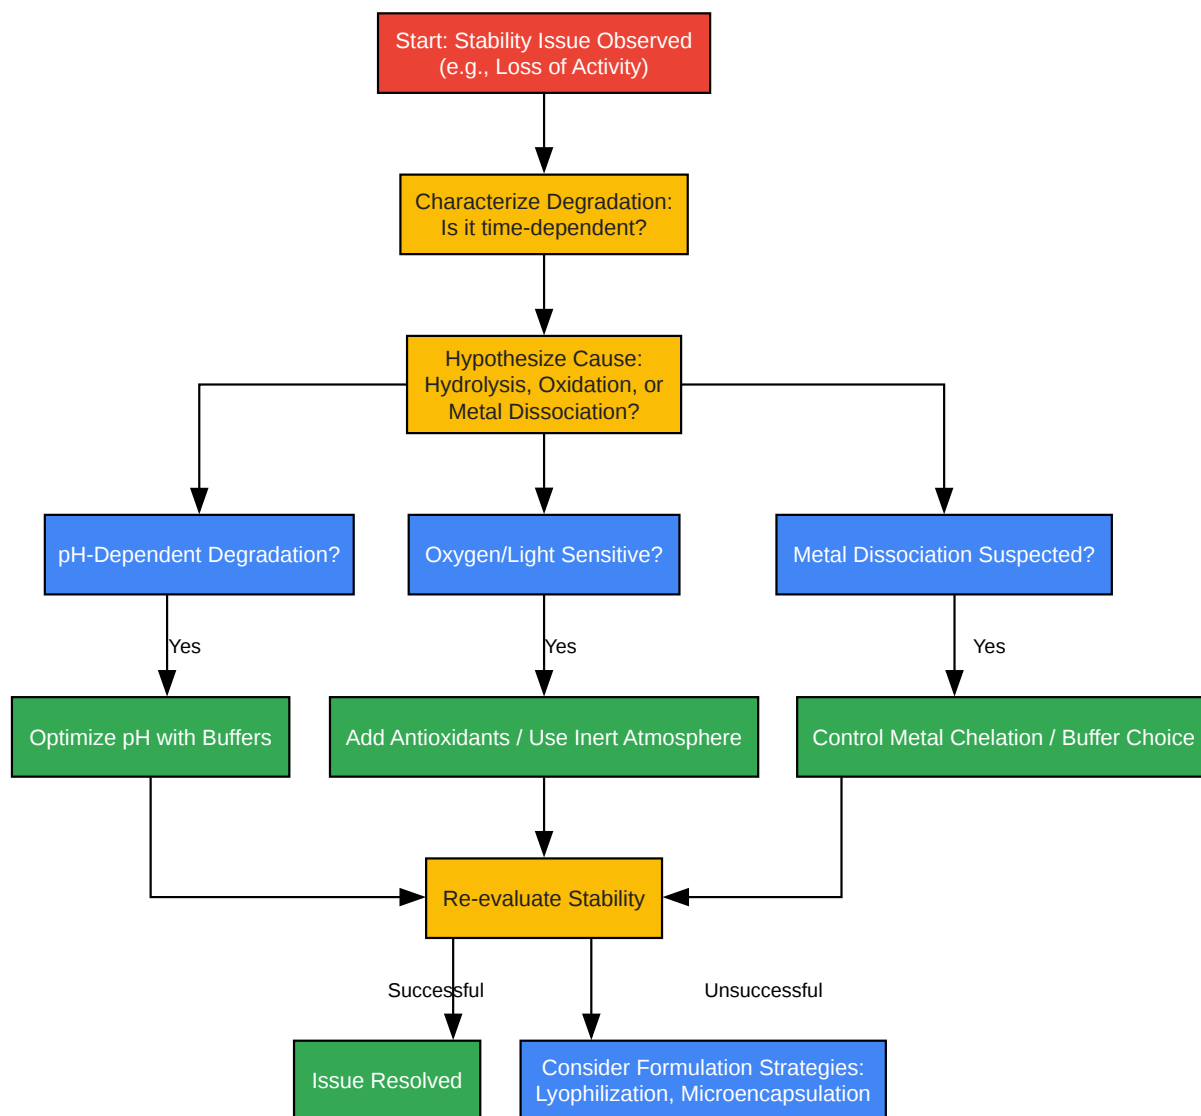 Start: Stability Issue Observed
(e.g., Loss of Activity)
Characterize Degradation:
Is it time-dependent?
Hypothesize Cause:
Hydrolysis, Oxidation, or
Metal Dissociation?
pH-Dependent Degradation?
Oxygen/Light Sensitive?
Metal Dissociation Suspected?
Yes
Yes
Yes
Optimize pH with Buffers
Add Antioxidants / Use Inert Atmosphere
Control Metal Chelation / Buffer Choice
Re-evaluate Stability
Successful
Unsuccessful
Issue Resolved
Consider Formulation Strategies:
Lyophilization, Microencapsulation